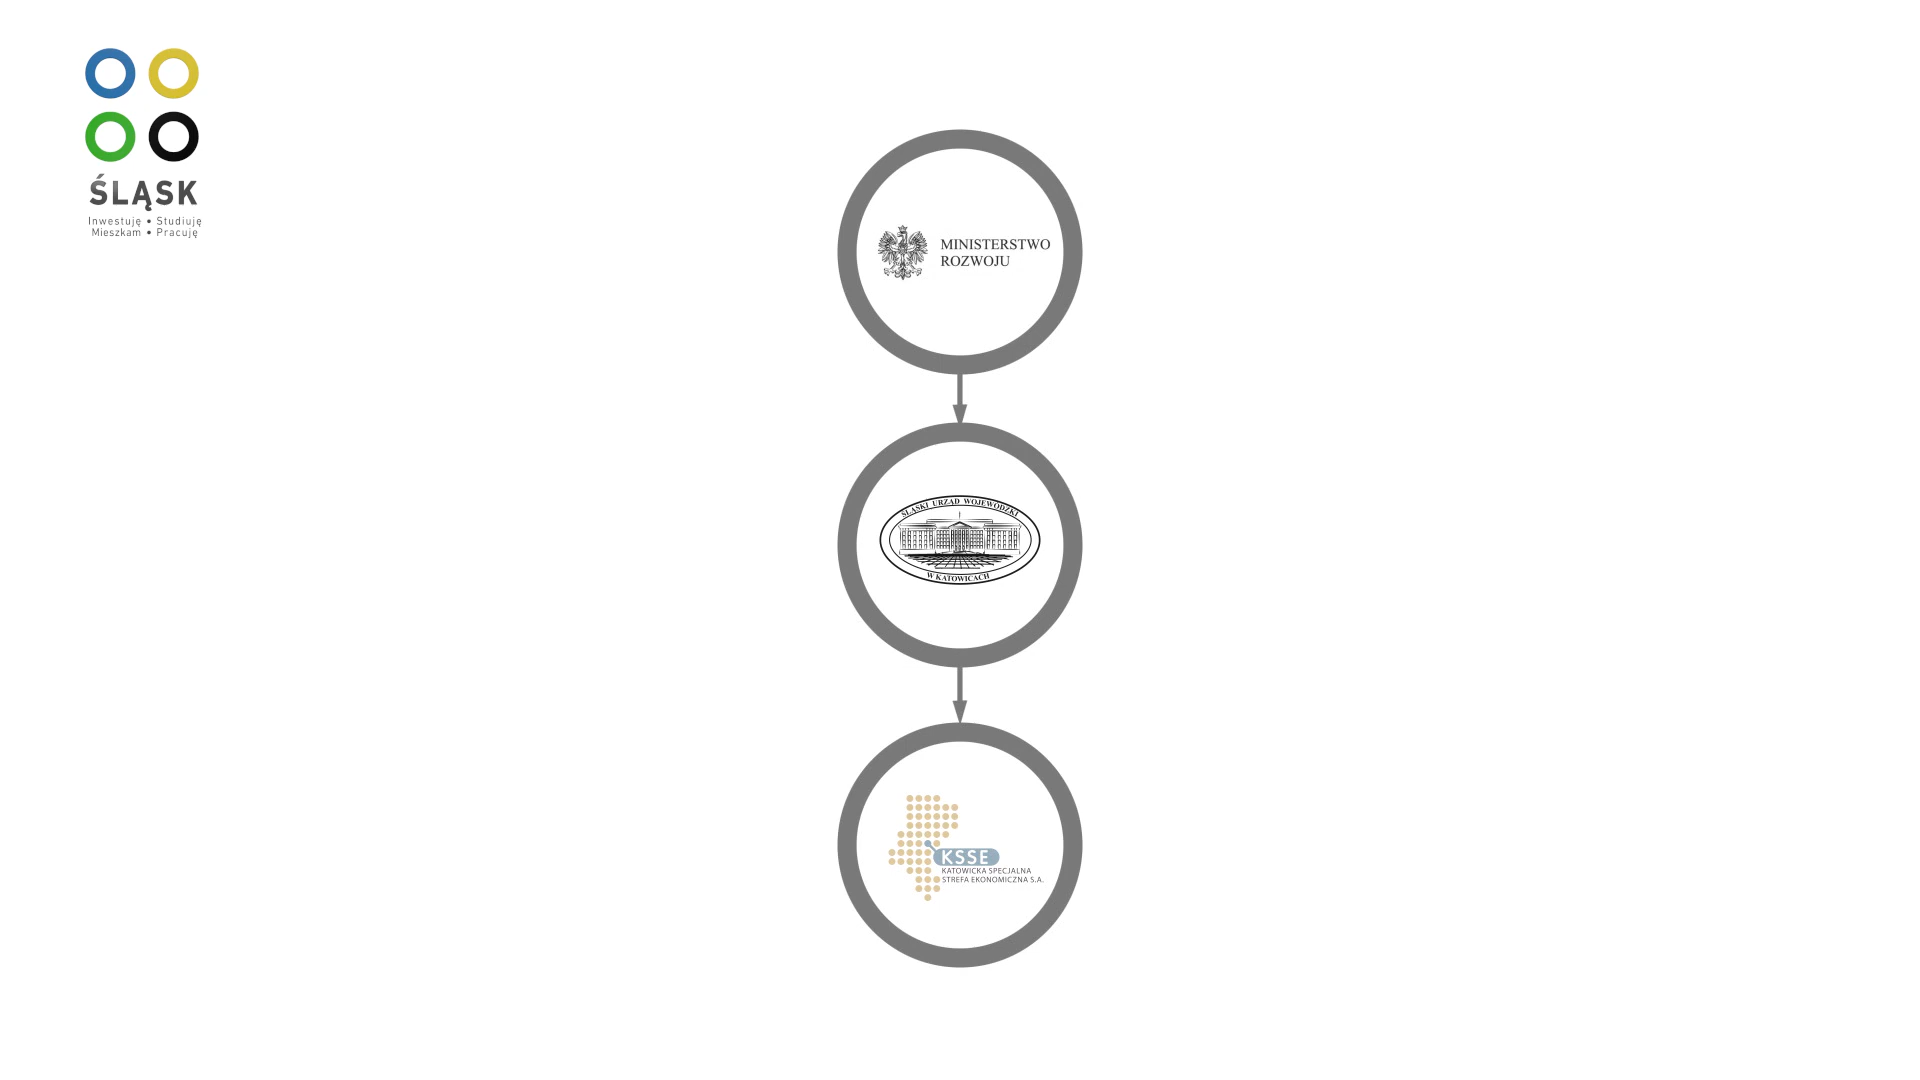 ŚLĄSK
Inwestuję • Studiuję
Mieszkam • Pracuję
MINISTERSTWO
ROZWOJU
ŚLĄSKI URZĄD WOJEWÓDZKI
W KATOWICACH
KSSE
KATOWICKA SPECJALNA
STREFA EKONOMICZNA S.A.